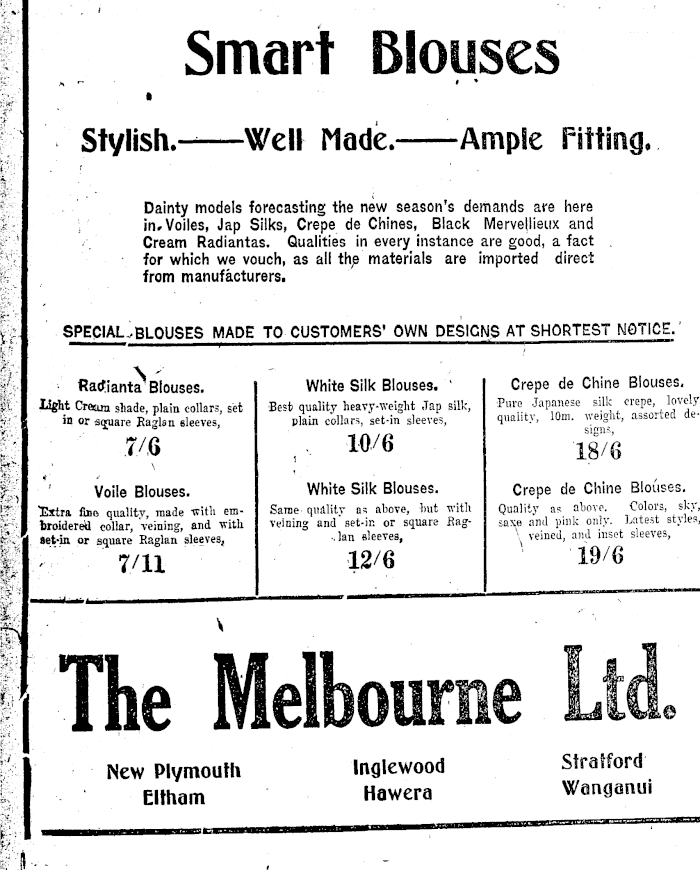 Smart Blouses
Stylish.——Well Made.——Ample Fitting.
Dainty models forecasting the new season's demands are here
in Voiles, Jap Silks, Crepe de Chines, Black Mervellieux and
Cream Radiantas. Qualities in every instance are good, a fact
for which we vouch, as all the materials are imported direct
from manufacturers.
SPECIAL BLOUSES MADE TO CUSTOMERS' OWN DESIGNS AT SHORTEST NOTICE.
Radianta Blouses.
Light Cream shade, plain collars, set
in or square Raglan sleeves,
7/6
Voile Blouses.
Extra fine quality, made with em-
broidered collar, veining, and with
set-in or square Raglan sleeves,
7/11
White Silk Blouses.
Best quality heavy-weight Jap silk,
plain collars, set-in sleeves,
10/6
White Silk Blouses.
Same quality as above, but with
veining and set-in or square Rag-
lan sleeves,
12/6
Crepe de Chine Blouses.
Pure Japanese silk crepe, lovely
quality, 10m. weight, assorted de-
signs,
18/6
Crepe de Chine Blouses.
Quality as above. Colors, sky,
saxe and pink only. Latest styles,
veined, and inset sleeves,
19/6
The Melbourne Ltd.
New Plymouth
Eltham
Inglewood
Hawera
Stratford
Wanganui